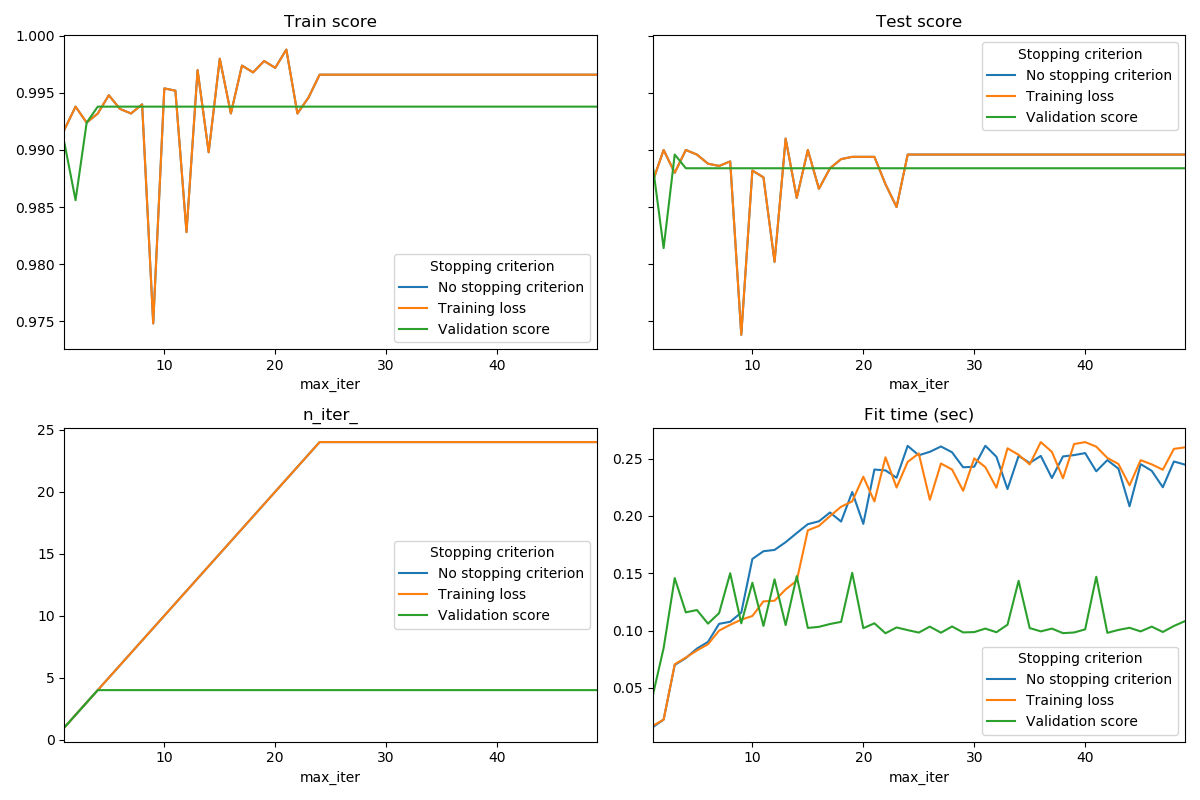 Train score
1.000
0.995
0.990
0.985
0.980
0.975
10
20
30
40
max_iter
Stopping criterion
No stopping criterion
Training loss
Validation score
Test score
10
20
30
40
max_iter
Stopping criterion
No stopping criterion
Training loss
Validation score
n_iter_
25
20
15
10
5
0
10
20
30
40
max_iter
Stopping criterion
No stopping criterion
Training loss
Validation score
Fit time (sec)
0.25
0.20
0.15
0.10
0.05
10
20
30
40
max_iter
Stopping criterion
No stopping criterion
Training loss
Validation score